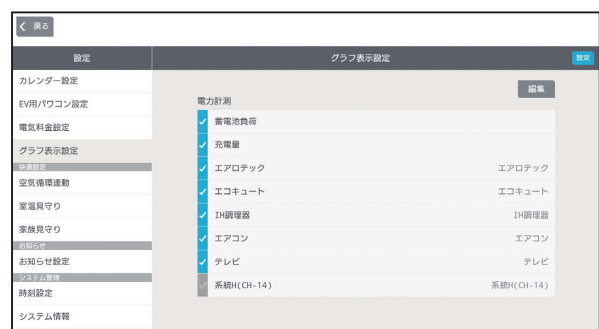 戻る
設定
グラフ表示設定
設定
カレンダー設定
EV用パワコン設定
電気料金設定
グラフ表示設定
快適設定
空気循環連動
室温見守り
家族見守り
お知らせ
お知らせ設定
システム管理
時刻設定
システム情報
編集
電力計測
蓄電池負荷
充電量
エアロテック エアロテック
エコキュート エコキュート
IH調理器 IH調理器
エアコン エアコン
テレビ テレビ
系統H(CH-14) 系統H(CH-14)